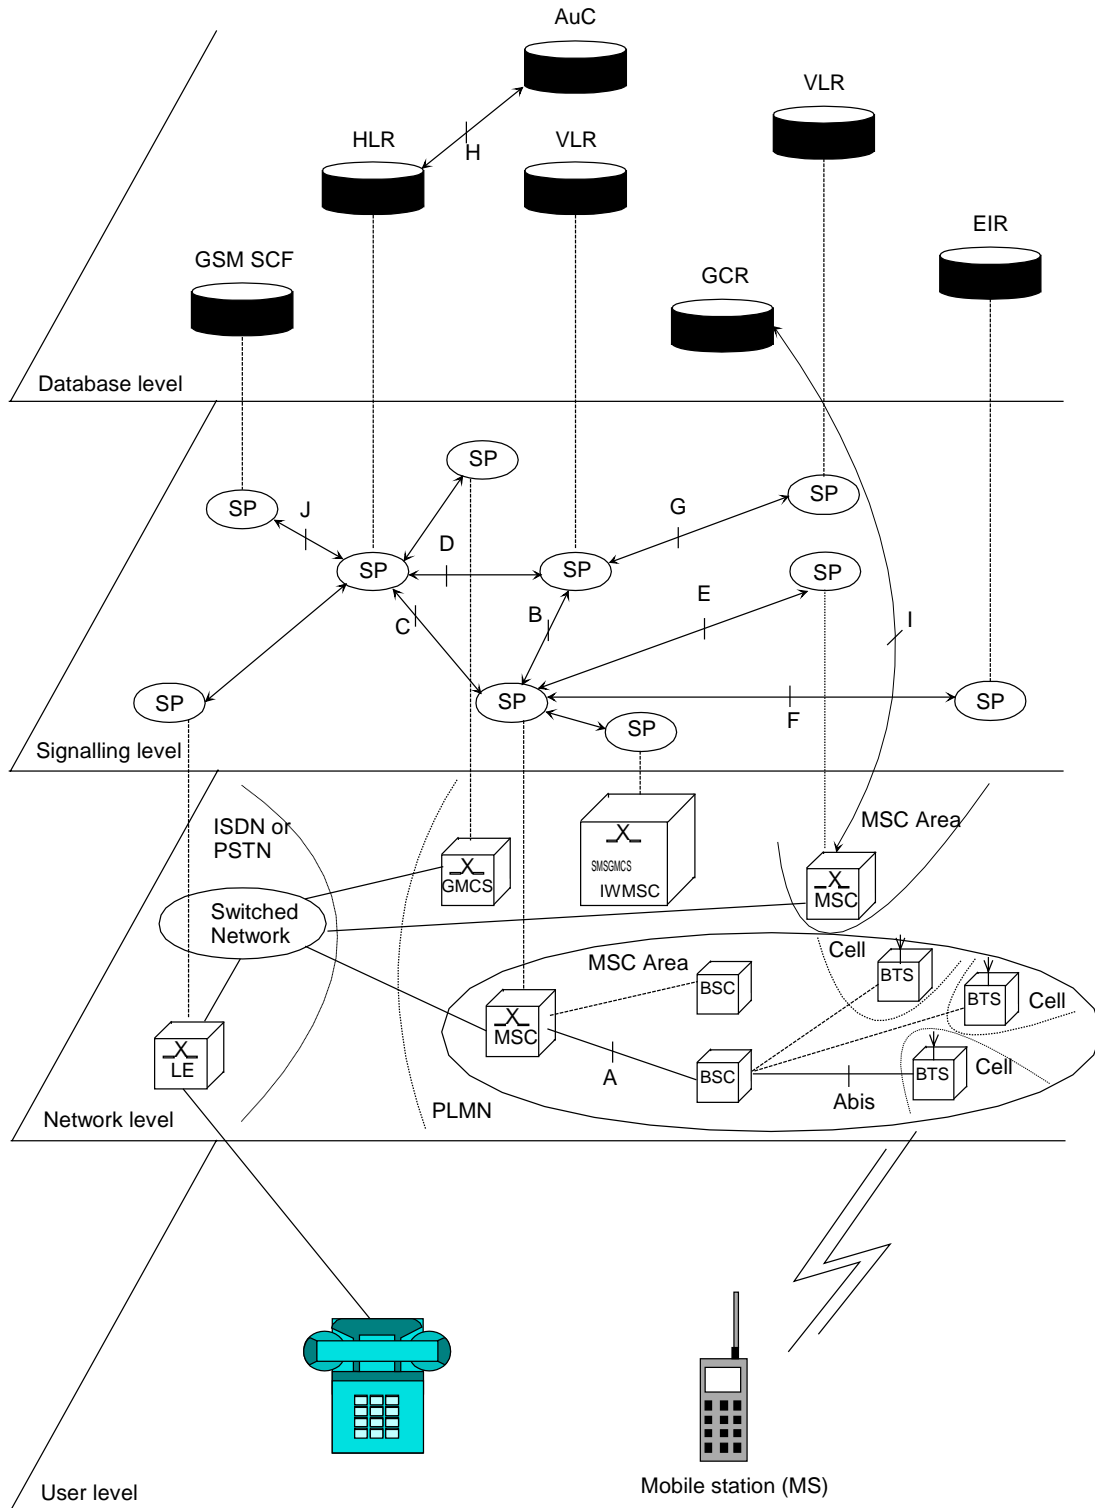 AuC
VLR
HLR
VLR
H
EIR
GSM SCF
GCR
Database level
SP
SP
SP
J
G
D
SP
SP
SP
E
B
C
I
SP
SP
SP
F
SP
Signalling level
ISDN or
PSTN
MSC Area
X
SMSGMCS
IWMSC
X
GMCS
X
MSC
Switched
Network
Cell
MSC Area
BTS
BSC
BTS
Cell
X
MSC
X
LE
A
BSC
BTS
Cell
Abis
PLMN
Network level
Mobile station (MS)
User level